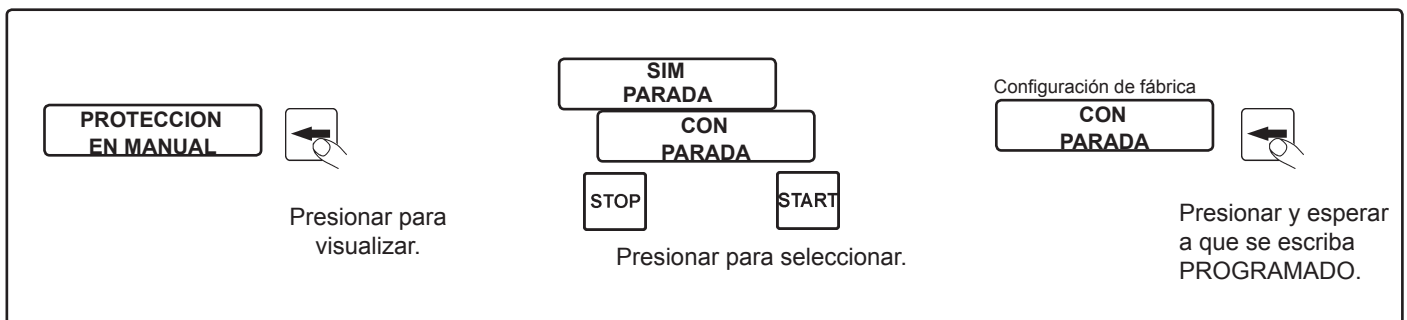 PROTECCION
EN MANUAL
Presionar para
visualizar.
SIM
PARADA
CON
PARADA
STOP
START
Presionar para seleccionar.
Configuración de fábrica
CON
PARADA
Presionar y esperar
a que se escriba
PROGRAMADO.